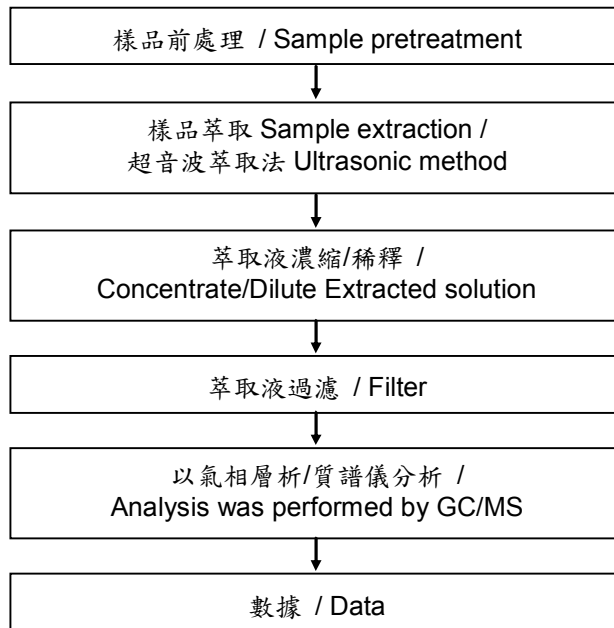 樣品前處理 / Sample pretreatment
樣品萃取 Sample extraction /
超音波萃取法 Ultrasonic method
萃取液濃縮/稀釋 /
Concentrate/Dilute Extracted solution
萃取液過濾 / Filter
以氣相層析/質譜儀分析 /
Analysis was performed by GC/MS
數據 / Data